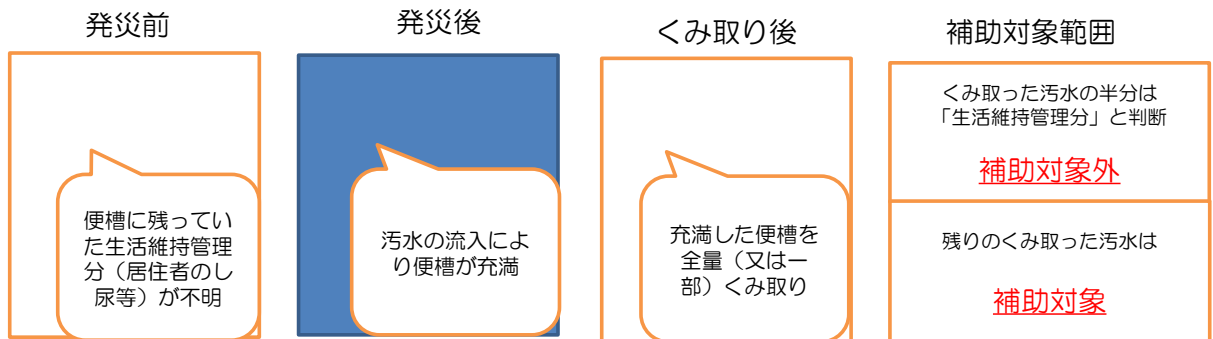 発災前
便槽に残ってい
た生活維持管理
分（居住者のし
尿等）が不明
発災後
汚水の流入によ
り便槽が充満
くみ取り後
充満した便槽を
全量（又は一
部）くみ取り
補助対象範囲
くみ取った汚水の半分は
「生活維持管理分」と判断
補助対象外
残りのくみ取った汚水は
補助対象